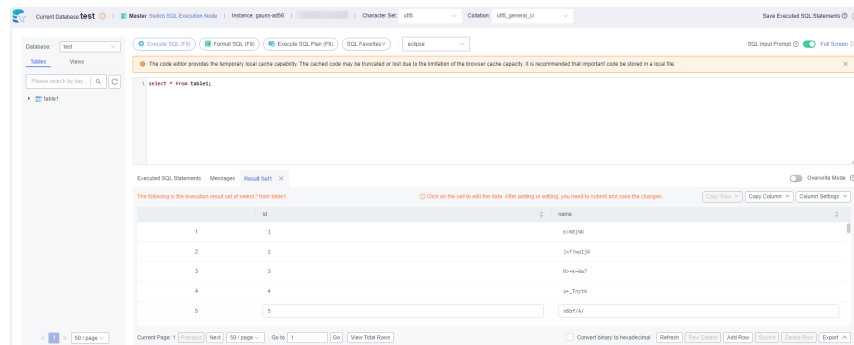 Current Database: test | Master Switch SQL Execution Node | Instance: gauss-ad56 | | Character Set: utf8 Collation: utf8_general_ci Save Executed SQL Statements
Database: test Execute SQL (F8) Format SQL (F9) Execute SQL Plan (F6) SQL Favorites eclipse SQL Input Prompt Full Screen
Tables Views
The code editor provides the temporary local cache capability. The cached code may be truncated or lost due to the limitation of the browser cache capacity. It is recommended that important code be stored in a local file.
Please search by key
1 select * from table1;
table1
Executed SQL Statements Messages Result Set1 Overwrite Mode
The following is the execution result set of select * from table1 Click on the cell to edit the data. After adding or editing, you need to submit and save the changes. Copy Row Copy Column Column Settings
id name
1 1
2 2
3 3
4 4
5 5 m8bf/A/
1 50 / page Current Page: 1 Previous Next 50 / page Go to 1 Go View Total Rows Convert binary to hexadecimal Refresh Row Details Add Row Submit Delete Row Export